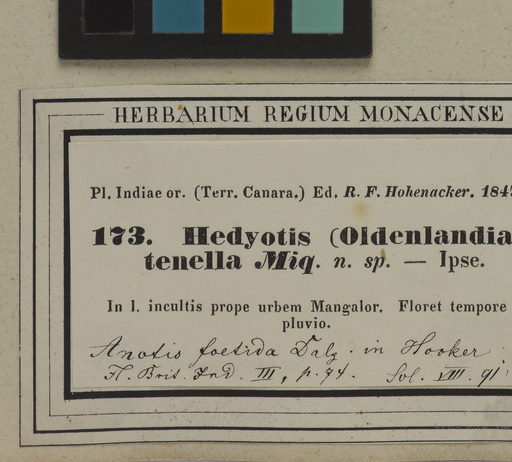 HERBARIUM REGIUM MONACENSE
Pl. Indiae or. (Terr. Canara.) Ed. R. F. Hohenacker. 184
173. Hedyotis (Oldenlandia
tenella Miq. n. sp. — Ipse.
In l. incultis prope urbem Mangalor. Floret tempore
pluvio.
Anotis foetida Dalz. in Hooker
Fl. Brit. Ind. III, p. 74. Sol. VIII. 91